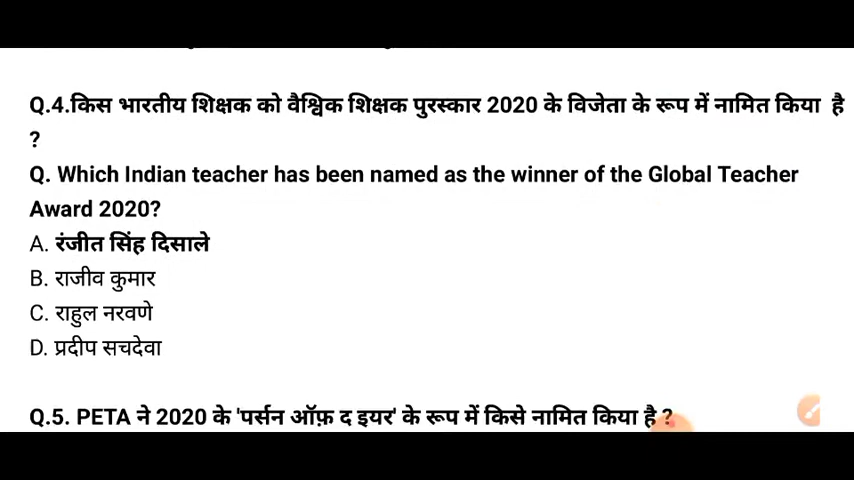 Q.4.किस भारतीय शिक्षक को वैश्विक शिक्षक पुरस्कार 2020 के विजेता के रूप में नामित किया है
?
Q. Which Indian teacher has been named as the winner of the Global Teacher
Award 2020?
A. रंजीत सिंह दिसाले
B. राजीव कुमार
C. राहुल नरवणे
D. प्रदीप सचदेवा
Q.5. PETA ने 2020 के 'पर्सन ऑफ़ द इयर' के रूप में किसे नामित किया है ?